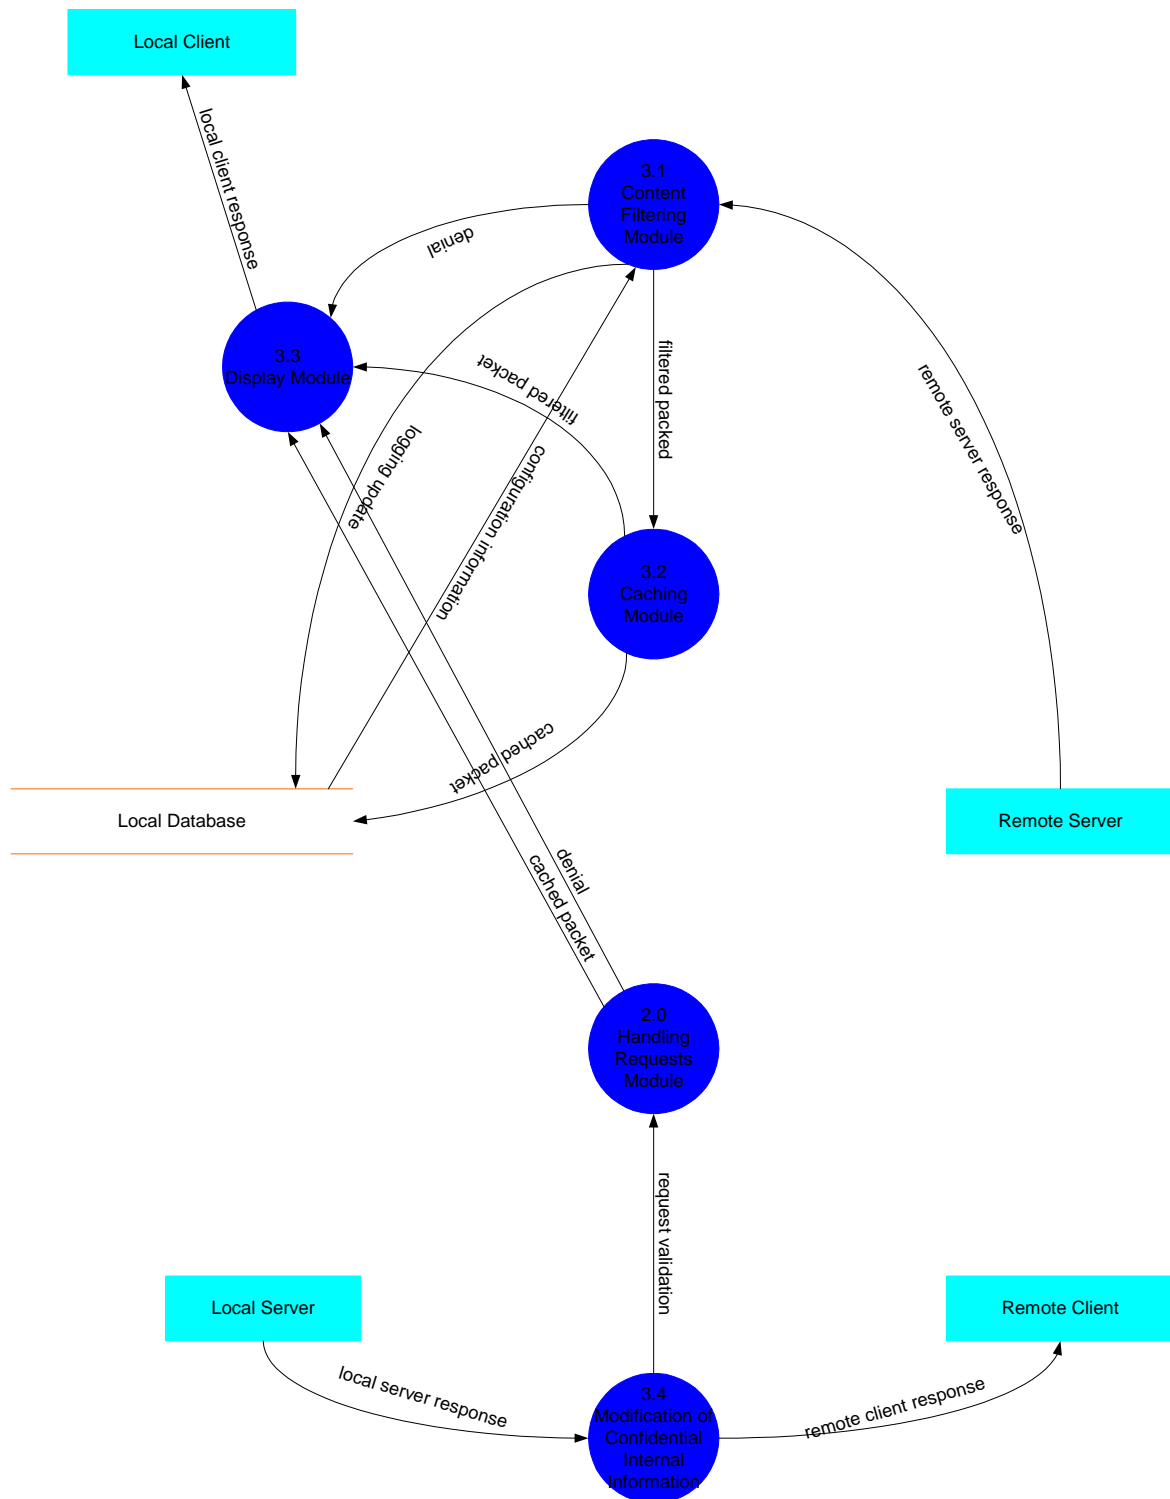 Local Client
local client response
3.1
Content
Filtering
Module
denial
3.3
Display Module
filtered packet
filtered packed
remote server response
logging update
configuration information
3.2
Caching
Module
cached packet
Local Database
Remote Server
denial
cached packet
2.0
Handling
Requests
Module
request validation
Local Server
Remote Client
local server response
3.4
Modification of
Confidential
Internal
Information
remote client response